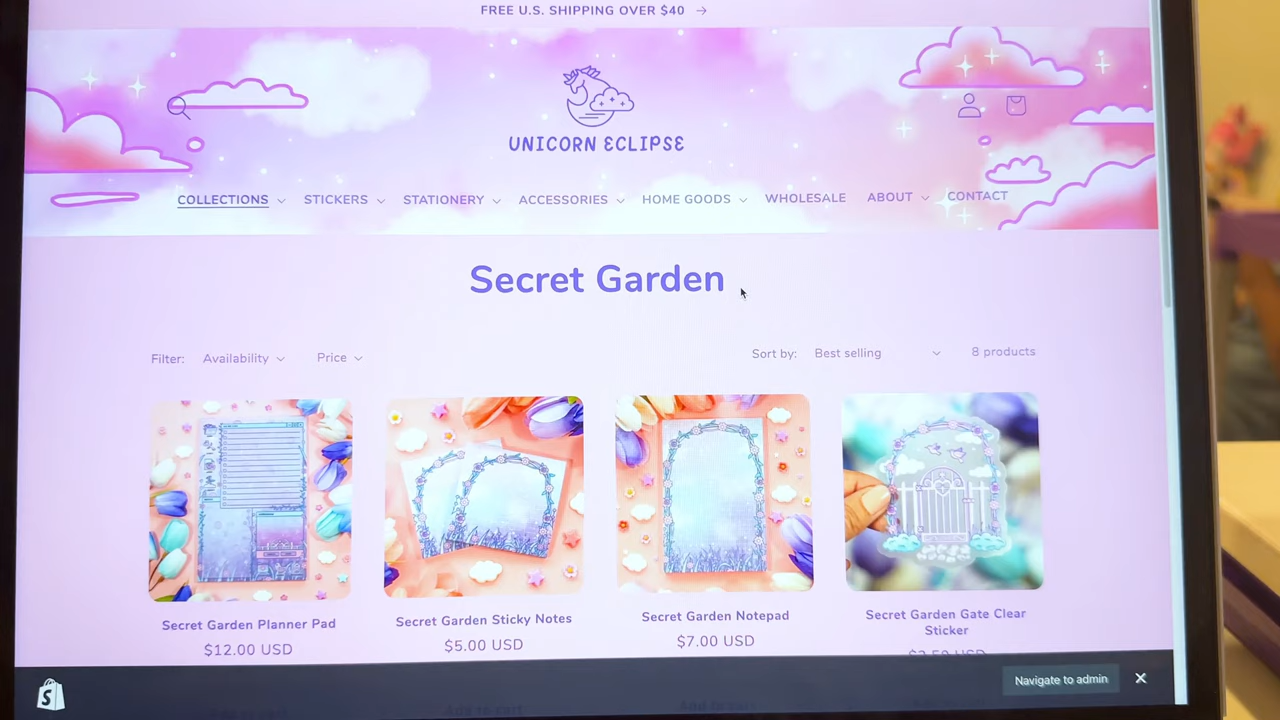 FREE U.S. SHIPPING OVER $40 →
UNICORN ECLIPSE
COLLECTIONS STICKERS STATIONERY ACCESSORIES HOME GOODS WHOLESALE ABOUT CONTACT
Secret Garden
Filter: Availability Price Sort by: Best selling 8 products
Secret Garden Planner Pad
$12.00 USD
Secret Garden Sticky Notes
$5.00 USD
Secret Garden Notepad
$7.00 USD
Secret Garden Gate Clear
Sticker
Navigate to admin